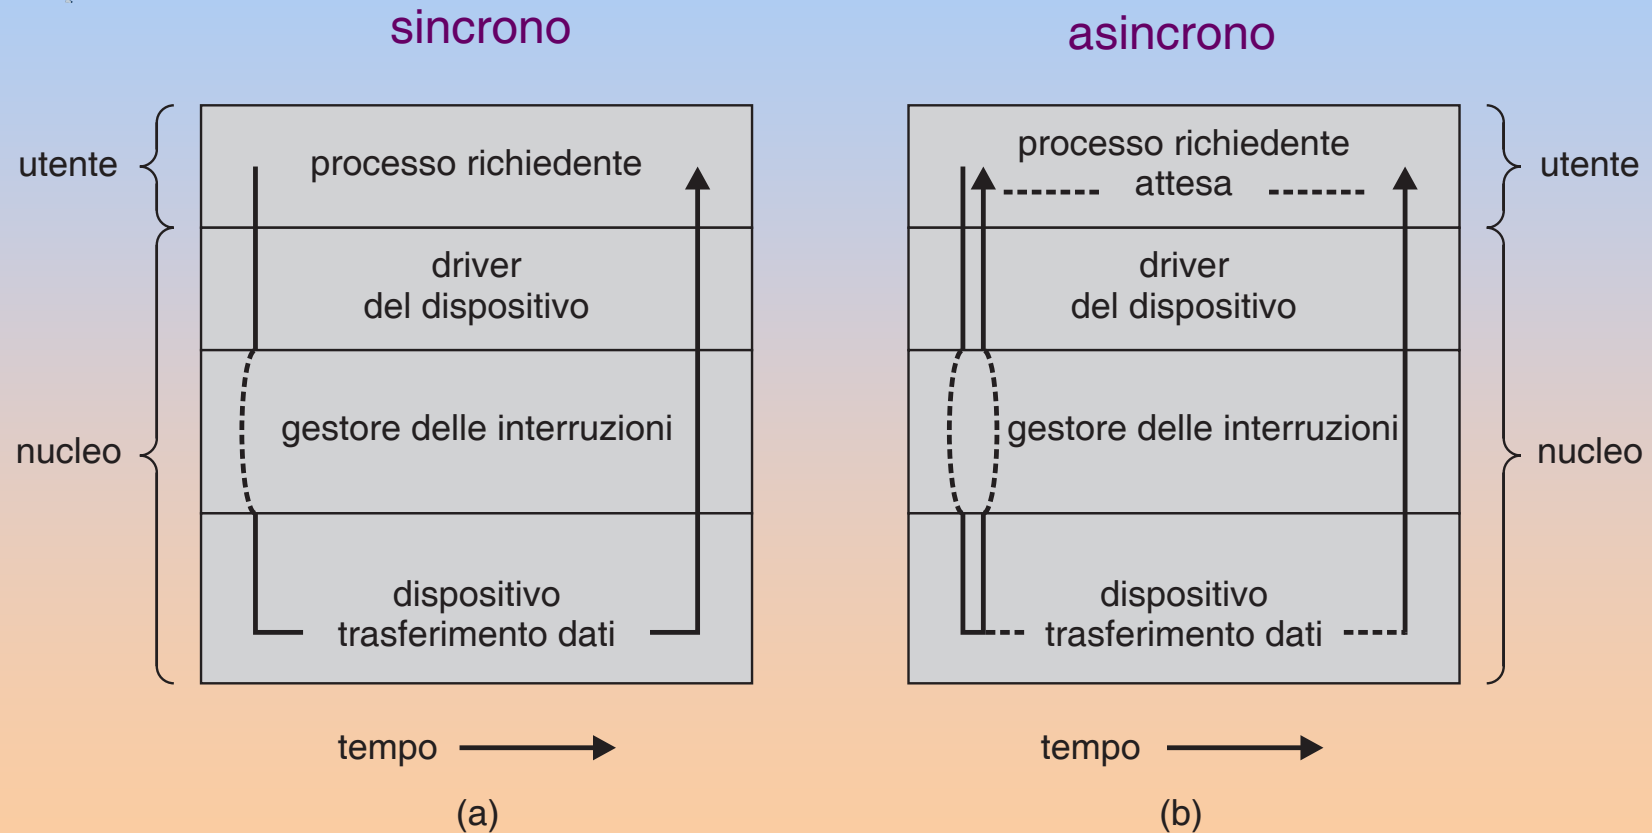 sincrono
utente
nucleo
processo richiedente
driver
del dispositivo
gestore delle interruzioni
dispositivo
trasferimento dati
tempo
(a)
asincrono
processo richiedente
attesa
driver
del dispositivo
gestore delle interruzioni
dispositivo
trasferimento dati
utente
nucleo
tempo
(b)